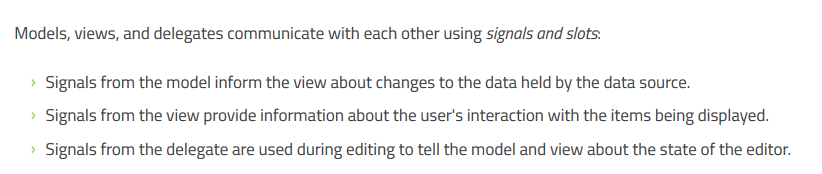 Models, views, and delegates communicate with each other using signals and slots:
› Signals from the model inform the view about changes to the data held by the data source.
› Signals from the view provide information about the user's interaction with the items being displayed.
› Signals from the delegate are used during editing to tell the model and view about the state of the editor.